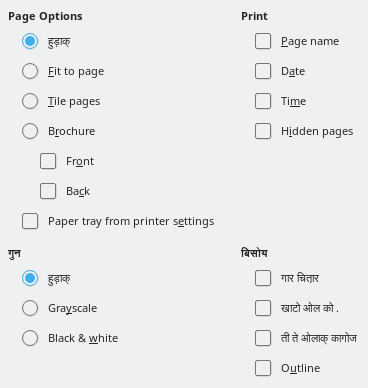 Page Options
हुड़ाक्
Fit to page
Tile pages
Brochure
Front
Back
Paper tray from printer settings
Print
Page name
Date
Time
Hidden pages
गुन
हुड़ाक्
Grayscale
Black & white
बिसोय
गार चिता़र
खाटो ओल को .
ती ते ओलाक् कागोज
Outline